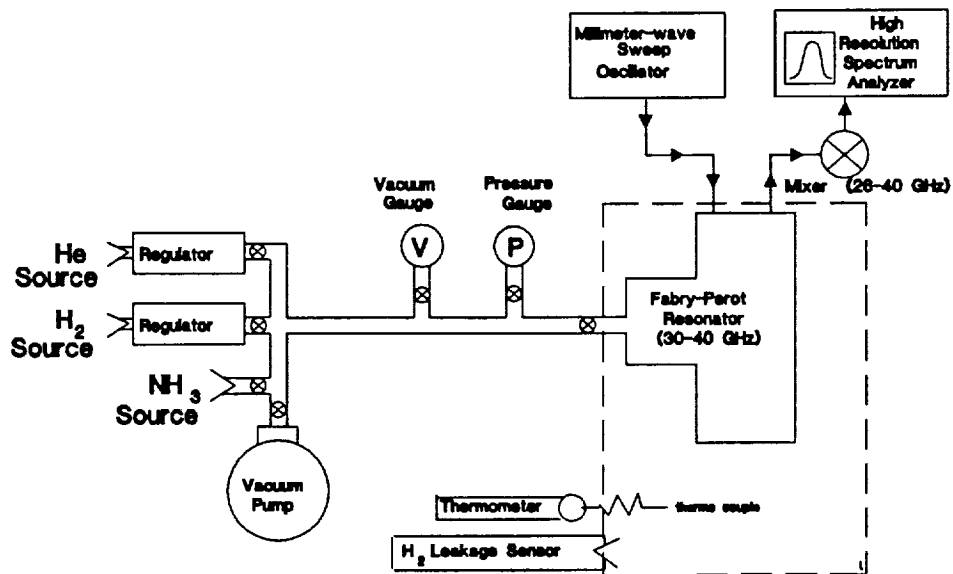 Millimeter-wave
Sweep
Oscillator
High
Resolution
Spectrum
Analyzer
Mixer (26-40 GHz)
Vacuum
Gauge
Pressure
Gauge
V
P
He
Source
Regulator
H2
Source
Regulator
NH3
Source
Vacuum
Pump
Fabry-Perot
Resonator
(30-40 GHz)
Thermometer
thermo couple
H2 Leakage Sensor